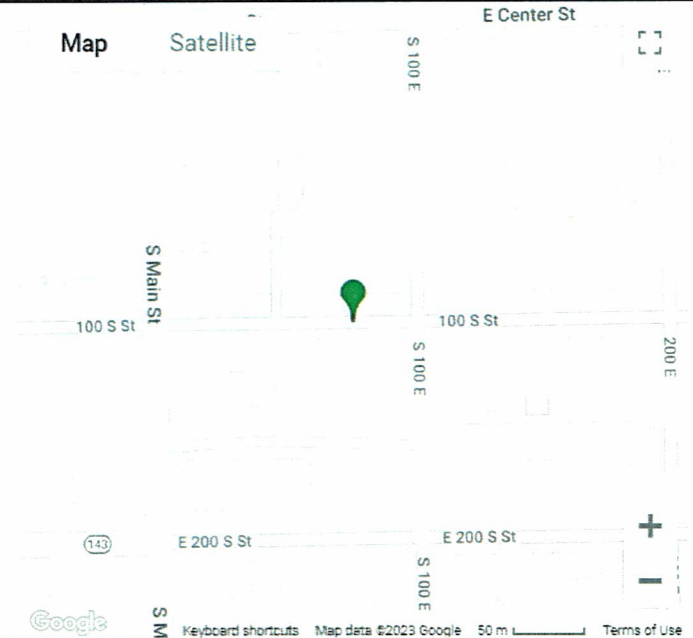 E Center St
Map
Satellite
S 100 E
S Main St
100 S St
100 S St
S 100 E
200 E
143
E 200 S St
E 200 S St
S 100 E
S M
Google
Keyboard shortcuts
Map data ©2023 Google
50 m
Terms of Use